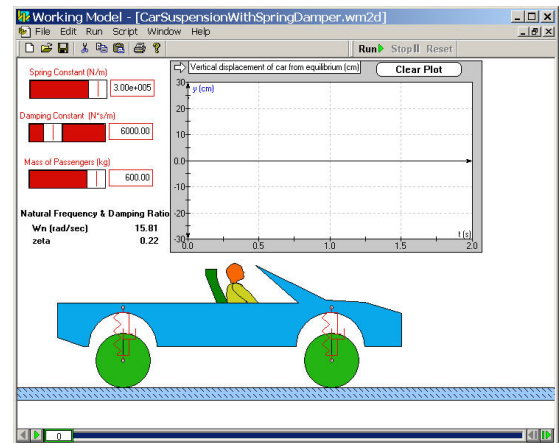 Working Model - [CarSuspensionWithSpringDamper.wm2d]
File Edit Run Script Window Help
Run Stop Reset
Spring Constant (N/m)
3.00e+005
Damping Constant (N*s/m)
6000.00
Mass of Passengers (kg)
600.00
Natural Frequency & Damping Ratio
Wn (rad/sec) 15.81
zeta 0.22
Vertical displacement of car from equilibrium (cm)
Clear Plot
30
y (cm)
20
10
0.0
-10
-20
-30
t (s)
0.0 0.5 1.0 1.5 2.0
0